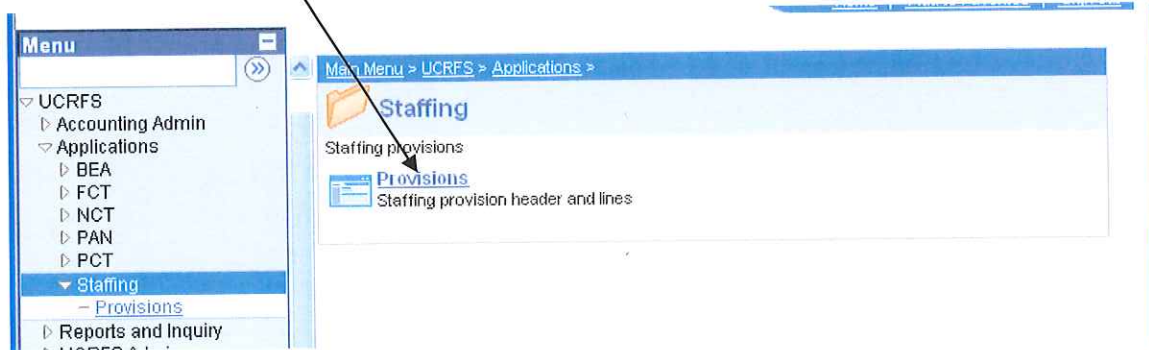 Menu
UCRFS
Accounting Admin
Applications
BEA
FCT
NCT
PAN
PCT
Staffing
Provisions
Reports and Inquiry
Main Menu > UCRFS > Applications >
Staffing
Staffing provisions
Provisions
Staffing provision header and lines